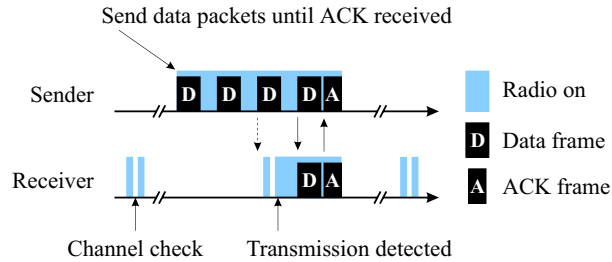 Send data packets until ACK received
Sender
D D D D A
Radio on
D Data frame
Receiver
D A
A ACK frame
Channel check
Transmission detected